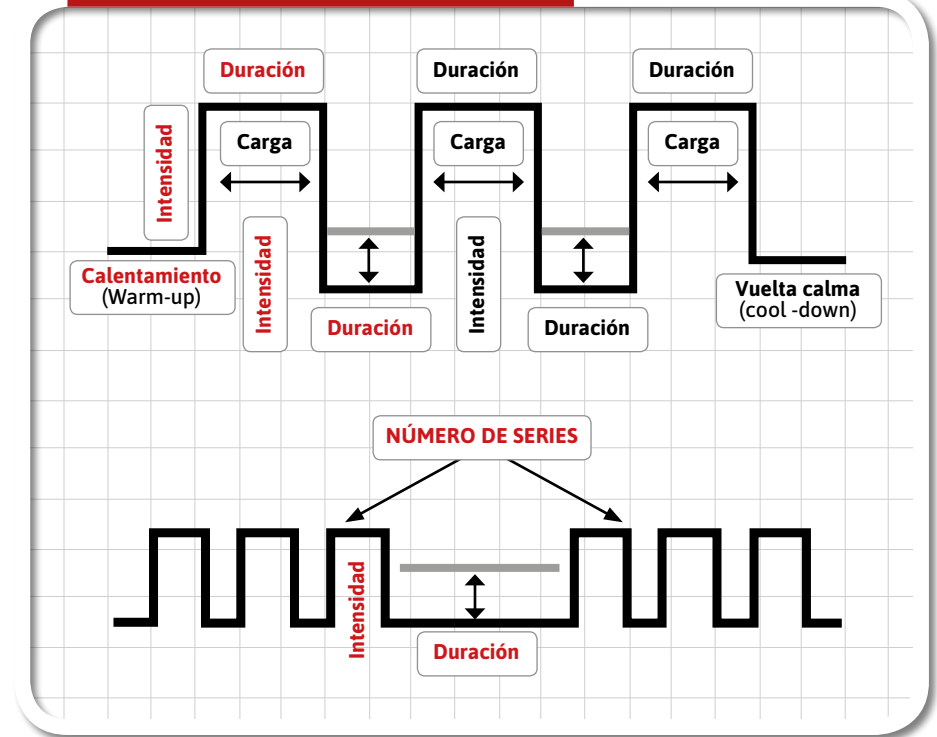 Duración
Duración
Duración
Intensidad
Carga
Carga
Carga
Calentamiento
(Warm-up)
Intensidad
Intensidad
Duración
Duración
Vuelta calma
(cool -down)
NÚMERO DE SERIES
Intensidad
Duración